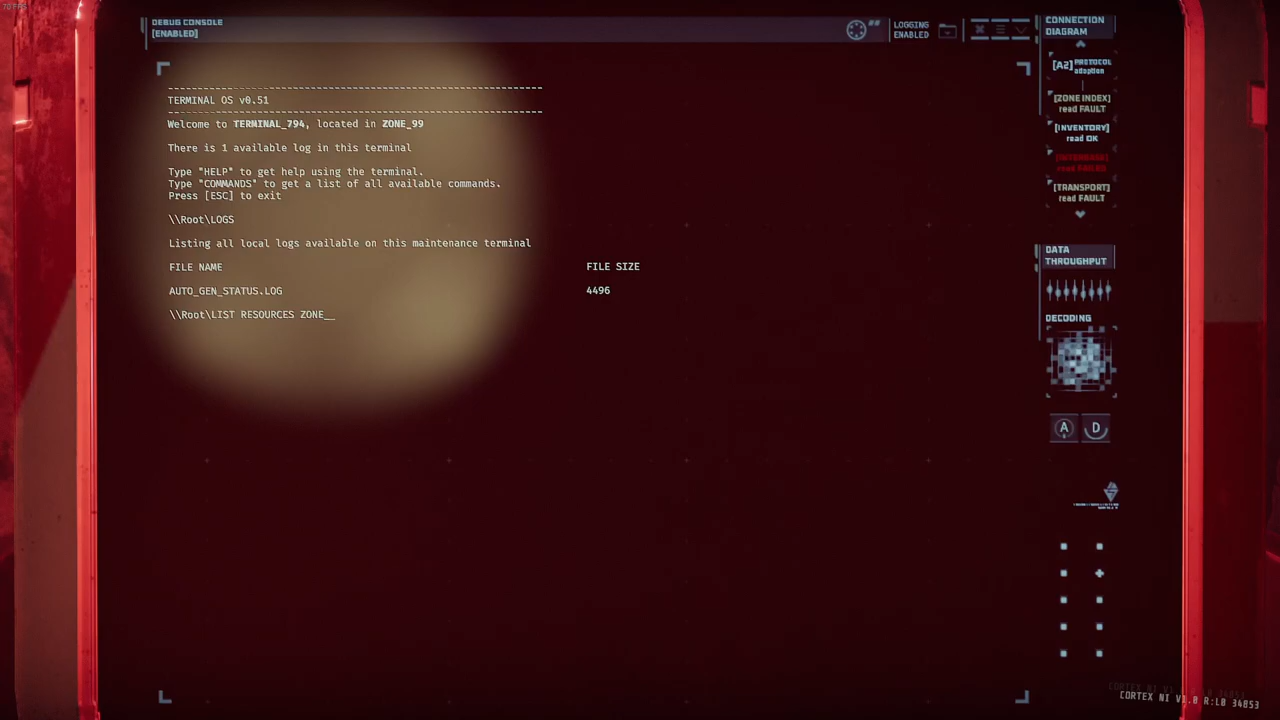 DEBUG CONSOLE
[ENABLED]
LOGGING
ENABLED
----------------------------------------------------------------
TERMINAL OS v0.51
----------------------------------------------------------------
Welcome to TERMINAL_794, located in ZONE_99
There is 1 available log in this terminal
Type "HELP" to get help using the terminal.
Type "COMMANDS" to get a list of all available commands.
Press [ESC] to exit
\\Root\LOGS
Listing all local logs available on this maintenance terminal
FILE NAME FILE SIZE
AUTO_GEN_STATUS.LOG 4496
\\Root\LIST RESOURCES ZONE__
CONNECTION
DIAGRAM
[A2] PROTOCOL
adaption
[ZONE INDEX]
read FAULT
[INVENTORY]
read OK
read FAILED
[TRANSPORT]
read FAULT
DATA
THROUGHPUT
DECODING
A D
CORTEX NI V1.0 R:L0 34853